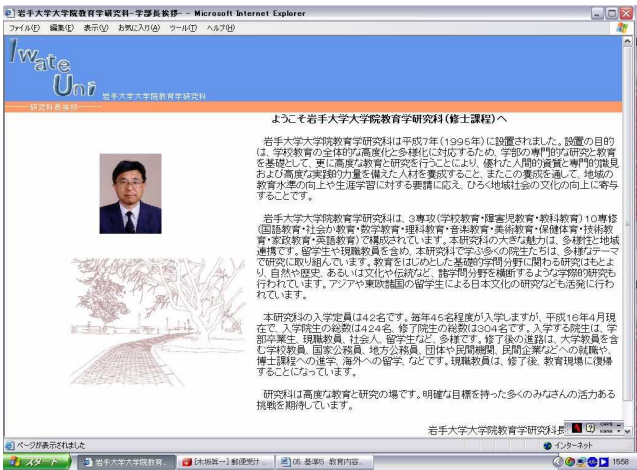 岩手大学大学院教育学研究科-学部長挨拶- - Microsoft Internet Explorer
ファイル(F) 編集(E) 表示(V) お気に入り(A) ツール(T) ヘルプ(H)
Iwate
Uni 岩手大学大学院教育学研究科
研究科長挨拶
ようこそ岩手大学大学院教育学研究科(修士課程)へ
岩手大学大学院教育学研究科は平成7年(1995年)に設置されました。設置の目的
は、学校教育の全体的な高度化と多様化に対応するため、学部の専門的な研究と教育
を基礎として、更に高度な教育と研究を行うことにより、優れた人間的資質と専門的識見
および高度な実践的力量を備えた人材を養成すること、またこの養成を通して、地域の
教育水準の向上や生涯学習に対する要請に応え、ひろく地域社会の文化の向上に寄与
することです。
岩手大学大学院教育学研究科は、3専攻(学校教育・障害児教育・教科教育)10専修
(国語教育・社会か教育・数学教育・理科教育・音楽教育・美術教育・保健体育・技術教
育・家政教育・英語教育)で構成されています。本研究科の大きな魅力は、多様性と地域
連携です。留学生や現職教員を含め、本研究科で学ぶ多くの院生たちは、様々なテーマ
で研究に取り組んでいます。教育をはじめとした基礎的学問分野に関わる研究はもとよ
り、自然や歴史、あるいは文化や伝統など、諸学問分野を横断するような学際的研究も
行われています。アジアや東欧諸国の留学生による日本文化の研究なども活発に行わ
れています。
本研究科の入学定員は42名です。毎年45名程度が入学しますが、平成16年4月現
在で、入学院生の総数は424名、修了院生の総数は304名です。入学する院生は、学
部卒業生、現職教員、社会人、留学生など、多様です。修了後の進路は、大学教員を含
む学校教員、国家公務員、地方公務員、団体や民間機関、民間企業などへの就職や、
博士課程への進学、海外への留学、などです。現職教員は、修了後、教育現場に復帰
することになっています。
研究科は高度な教育と研究の場です。明確な目標を持った多くのみなさんの活力ある
挑戦を期待しています。
岩手大学大学院教育学研究科長
A CAPS KANA
ページが表示されました インターネット
スタート 岩手大学大学院教育... 郵便受け... 05 基準5 教育内容... 15:58